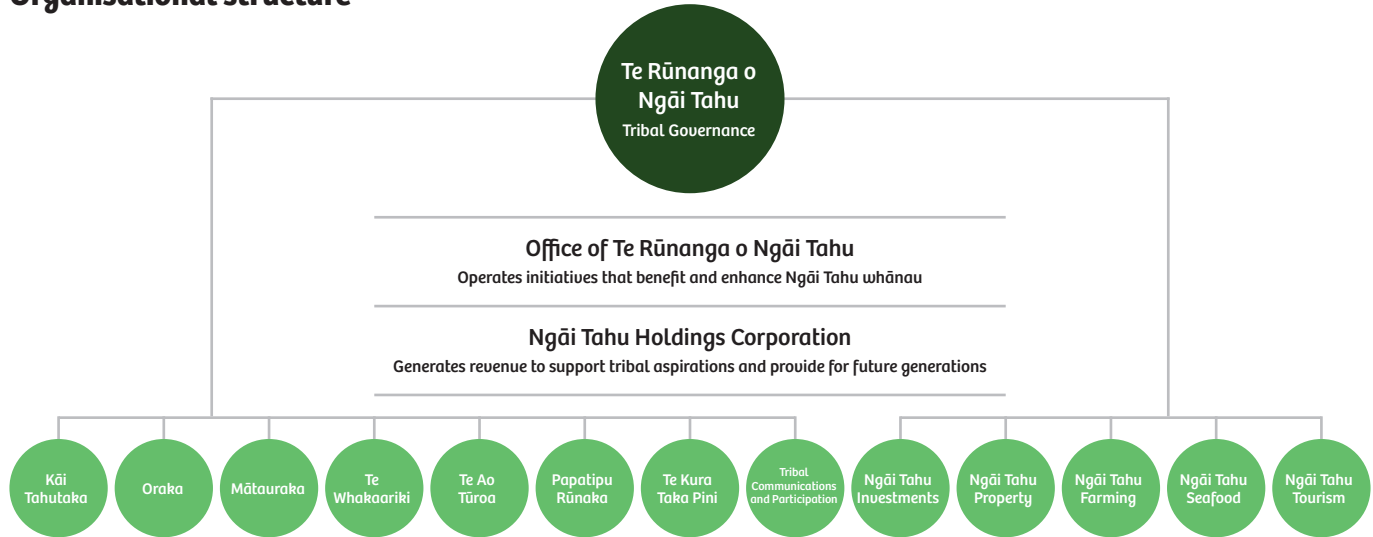 Organisational structure
Te Rūnanga o
Ngāi Tahu
Tribal Governance
Office of Te Rūnanga o Ngāi Tahu
Operates initiatives that benefit and enhance Ngāi Tahu whānau
Ngāi Tahu Holdings Corporation
Generates revenue to support tribal aspirations and provide for future generations
Kāi
Tahutaka
Oraka
Mātauraka
Te
Whakaariki
Te Ao
Tūroa
Papatipu
Rūnaka
Te Kura
Taka Pini
Tribal
Communications
and Participation
Ngāi Tahu
Investments
Ngāi Tahu
Property
Ngāi Tahu
Farming
Ngāi Tahu
Seafood
Ngāi Tahu
Tourism